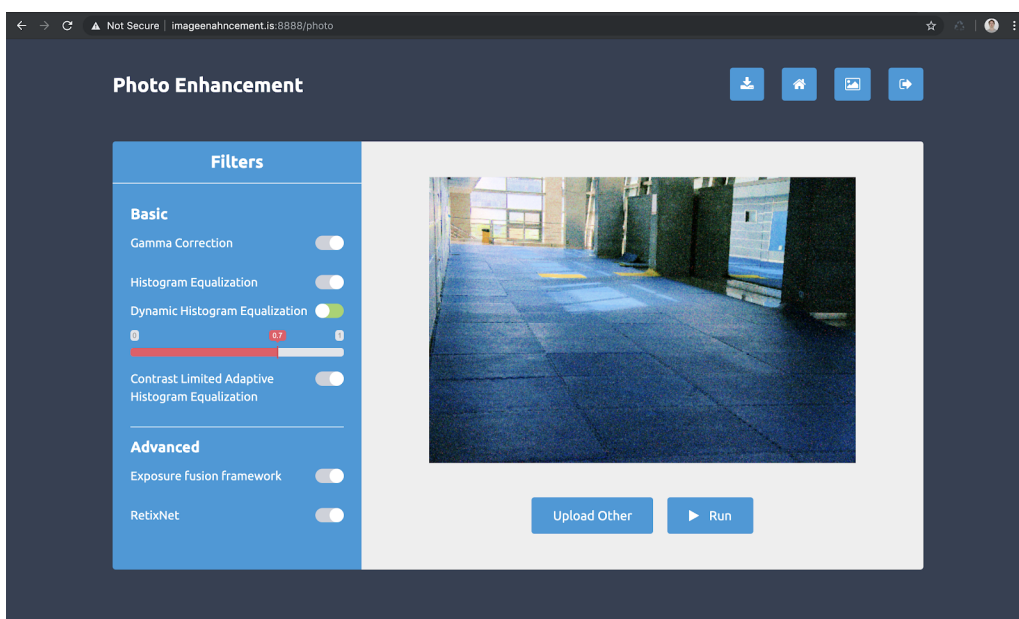 Not Secure | imageenahncement.is:8888/photo
Photo Enhancement
Filters
Basic
Gamma Correction
Histogram Equalization
Dynamic Histogram Equalization
0 0.7 1
Contrast Limited Adaptive
Histogram Equalization
Advanced
Exposure fusion framework
RetixNet
Upload Other
Run